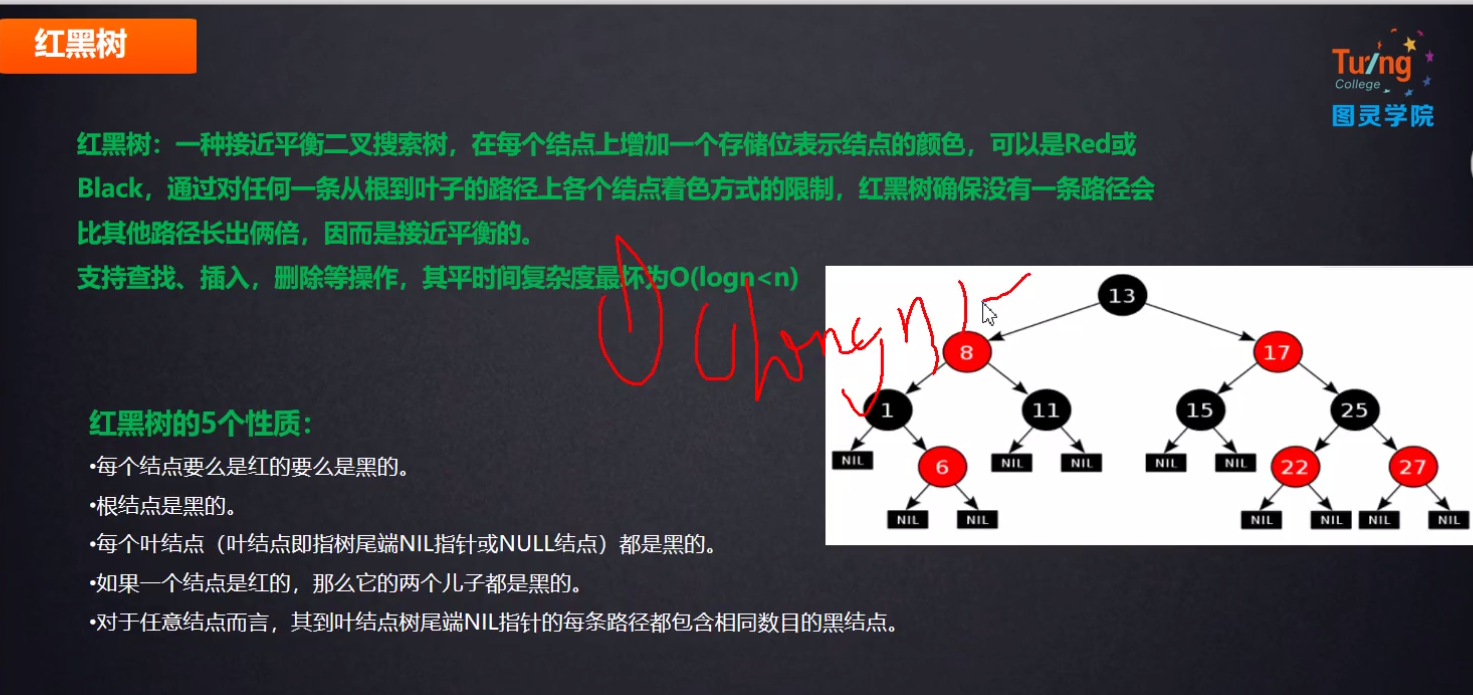 红黑树
Turing
College
图灵学院
红黑树：一种接近平衡二叉搜索树，在每个结点上增加一个存储位表示结点的颜色，可以是Red或
Black，通过对任何一条从根到叶子的路径上各个结点着色方式的限制，红黑树确保没有一条路径会
比其他路径长出俩倍，因而是接近平衡的。
支持查找、插入，删除等操作，其平时间复杂度最坏为O(logn<n)
13
8 17
1 11 15 25
NIL 6 NIL NIL NIL NIL 22 27
NIL NIL NIL NIL NIL NIL
红黑树的5个性质：
•每个结点要么是红的要么是黑的。
•根结点是黑的。
•每个叶结点（叶结点即指树尾端NIL指针或NULL结点）都是黑的。
•如果一个结点是红的，那么它的两个儿子都是黑的。
•对于任意结点而言，其到叶结点树尾端NIL指针的每条路径都包含相同数目的黑结点。